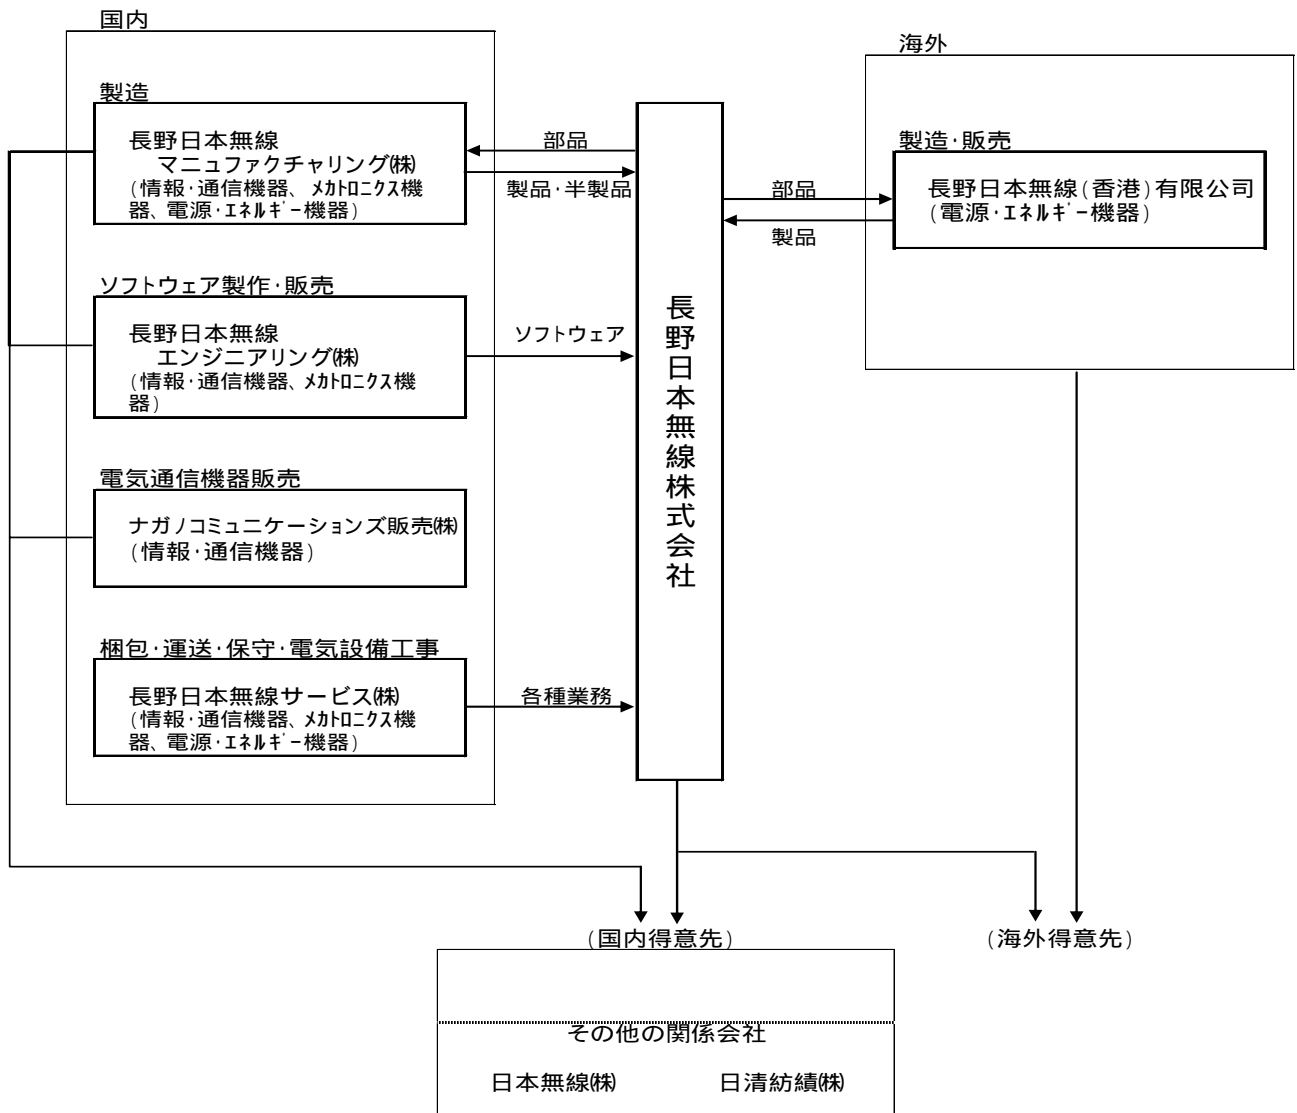 国内
製造
長野日本無線
マニュファクチャリング㈱
(情報・通信機器、メカトロニクス機
器、電源・エネルギー機器)
ソフトウェア製作・販売
長野日本無線
エンジニアリング㈱
(情報・通信機器、メカトロニクス機
器)
電気通信機器販売
ナガノコミュニケーションズ販売㈱
(情報・通信機器)
梱包・運送・保守・電気設備工事
長野日本無線サービス㈱
(情報・通信機器、メカトロニクス機
器、電源・エネルギー機器)
部品
製品・半製品
ソフトウェア
各種業務
長野日本無線株式会社
部品
製品
海外
製造・販売
長野日本無線(香港)有限公司
(電源・エネルギー機器)
(国内得意先)
(海外得意先)
その他の関係会社
日本無線㈱
日清紡績㈱